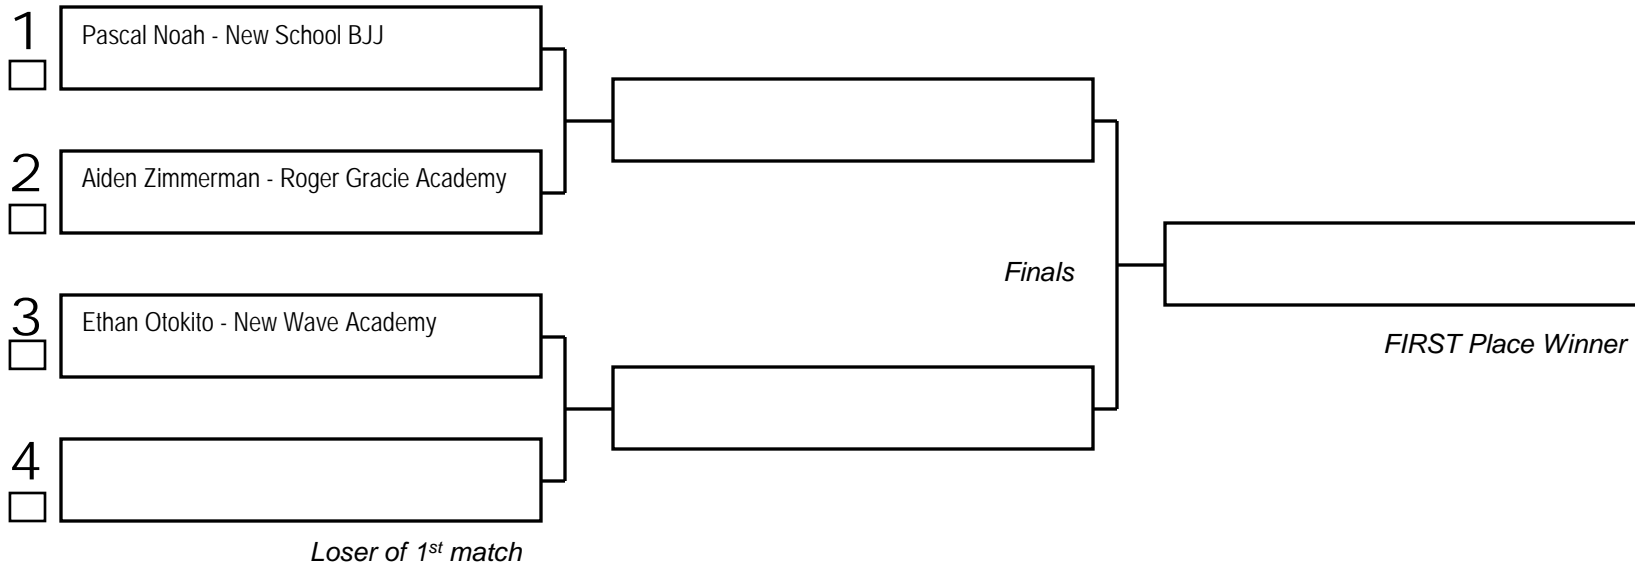 1
Pascal Noah - New School BJJ
2
Aiden Zimmerman - Roger Gracie Academy
Finals
3
Ethan Otokito - New Wave Academy
FIRST Place Winner
4
Loser of 1st match